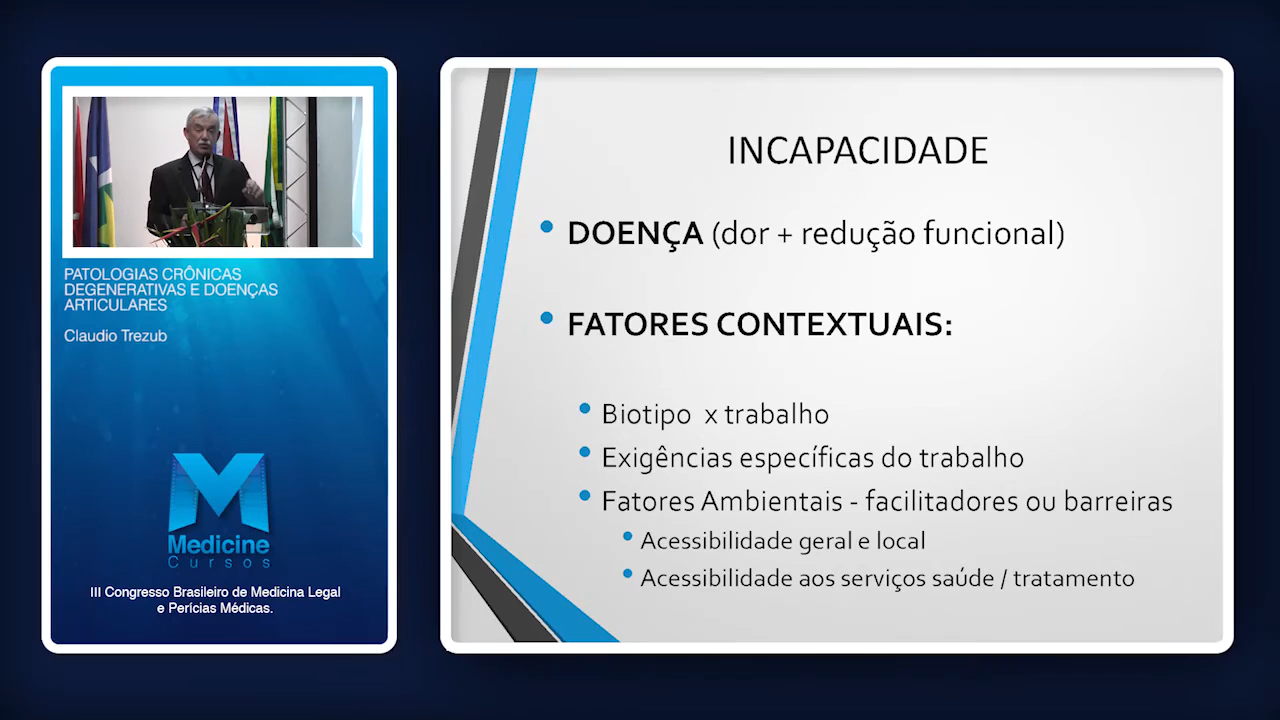 PATOLOGIAS CRÔNICAS
DEGENERATIVAS E DOENÇAS
ARTICULARES
Claudio Trezub
Medicine
Cursos
III Congresso Brasileiro de Medicina Legal
e Perícias Médicas.
INCAPACIDADE
• DOENÇA (dor + redução funcional)
• FATORES CONTEXTUAIS:
• Biotipo x trabalho
• Exigências específicas do trabalho
• Fatores Ambientais - facilitadores ou barreiras
• Acessibilidade geral e local
• Acessibilidade aos serviços saúde / tratamento